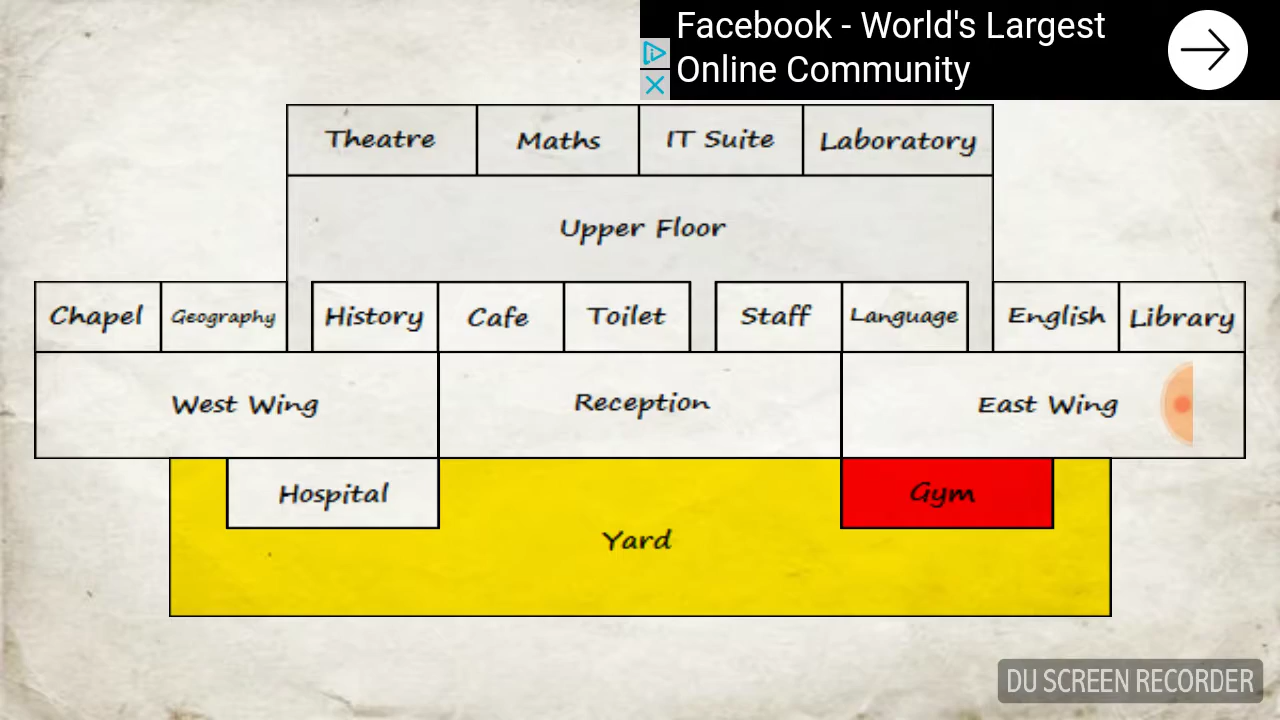 Facebook - World's Largest
Online Community
Theatre
Maths
IT Suite
Laboratory
Upper Floor
Chapel
Geography
History
Cafe
Toilet
Staff
Language
English
Library
West Wing
Reception
East Wing
Hospital
Gym
Yard
DU SCREEN RECORDER